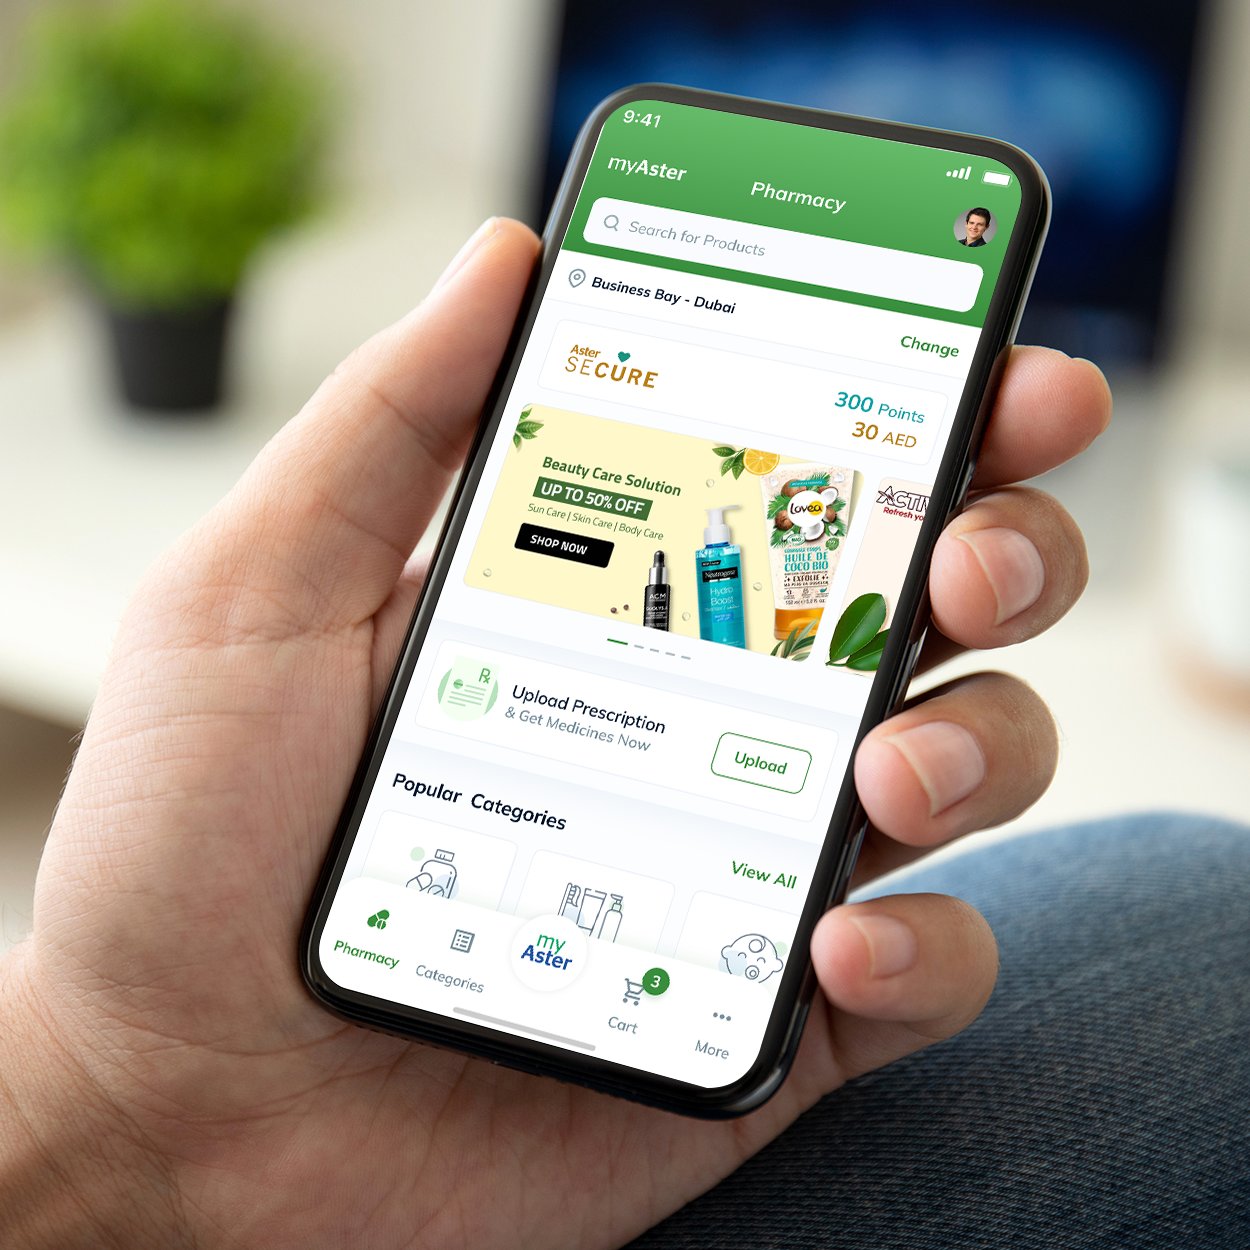 9:41
myAster
Pharmacy
Search for Products
Business Bay - Dubai
Change
Aster
SECURE
300 Points
30 AED
Beauty Care Solution
UP TO 50% OFF
Sun Care | Skin Care | Body Care
SHOP NOW
ACM
Neutrogena
Hydro
Boost
Lovea
HUILE DE
COCO BIO
EXFOLIE
Refresh
Rx
Upload Prescription
& Get Medicines Now
Upload
Popular Categories
View All
Pharmacy
Categories
my
Aster
3
Cart
More